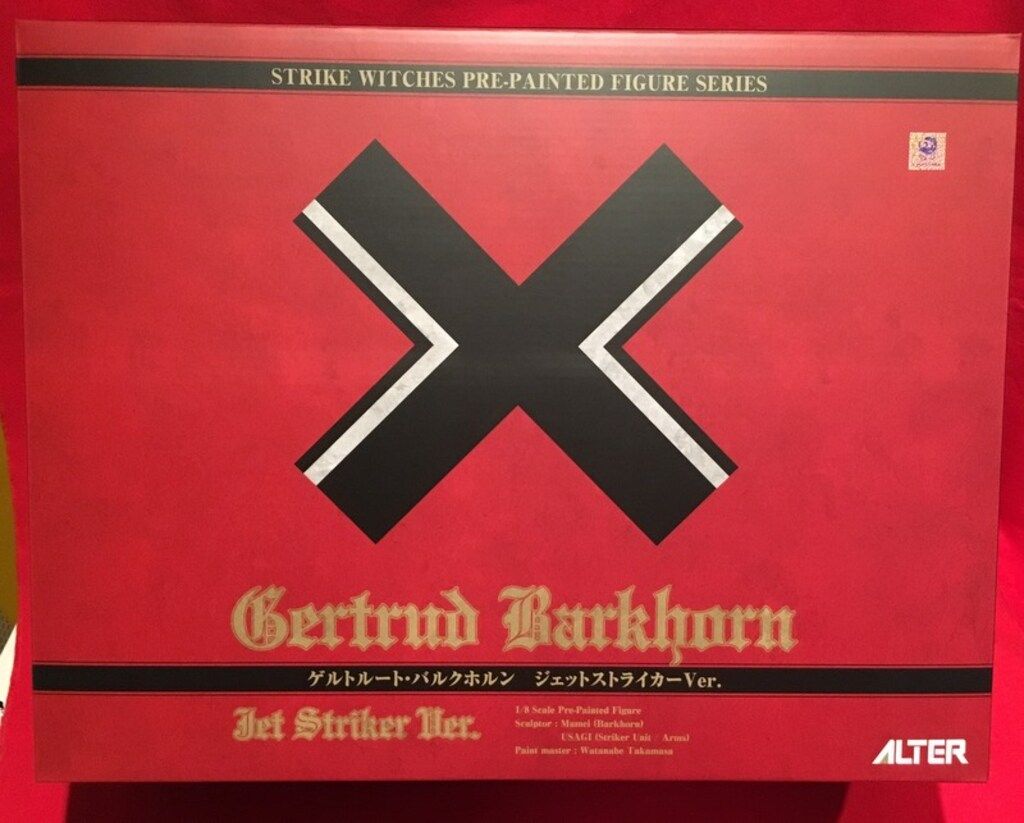 STRIKE WITCHES PRE-PAINTED FIGURE SERIES
Gertrud Barkhorn
ゲルトルート・バルクホルン ジェットストライカーVer.
Jet Striker Ver.
1/8 Scale Pre-Painted Figure
Sculptor : Mamei (Barkhorn)
USAGI (Striker Unit / Arms)
Paint master : Watanabe Takamasa
ALTER